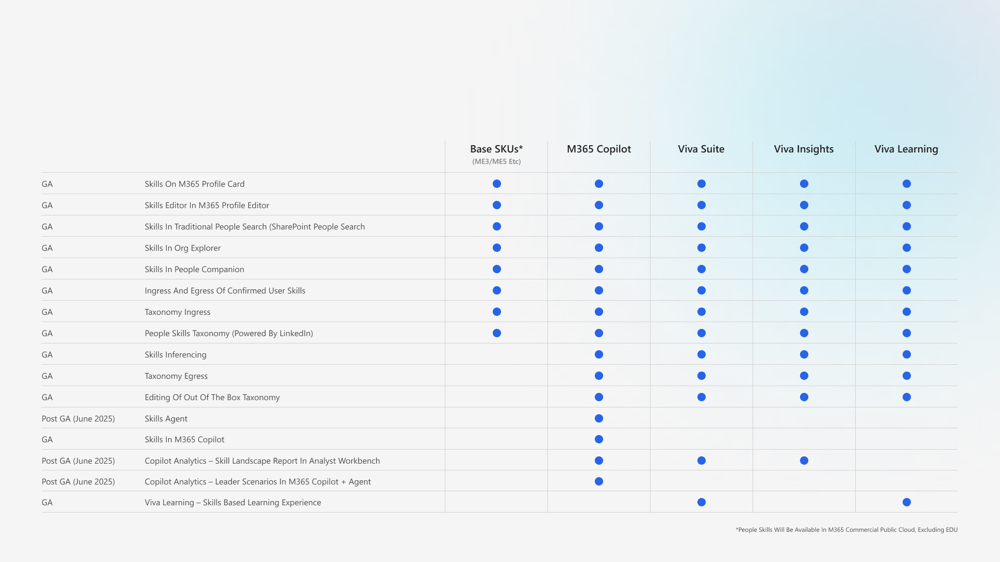 Base SKUs* M365 Copilot Viva Suite Viva Insights Viva Learning
(ME3/ME5 Etc)
GA Skills On M365 Profile Card
GA Skills Editor In M365 Profile Editor
GA Skills In Traditional People Search (SharePoint People Search
GA Skills In Org Explorer
GA Skills In People Companion
GA Ingress And Egress Of Confirmed User Skills
GA Taxonomy Ingress
GA People Skills Taxonomy (Powered By LinkedIn)
GA Skills Inferencing
GA Taxonomy Egress
GA Editing Of Out Of The Box Taxonomy
Post GA (June 2025) Skills Agent
GA Skills In M365 Copilot
Post GA (June 2025) Copilot Analytics – Skill Landscape Report In Analyst Workbench
Post GA (June 2025) Copilot Analytics – Leader Scenarios In M365 Copilot + Agent
GA Viva Learning – Skills Based Learning Experience
*People Skills Will Be Available In M365 Commercial Public Cloud, Excluding EDU